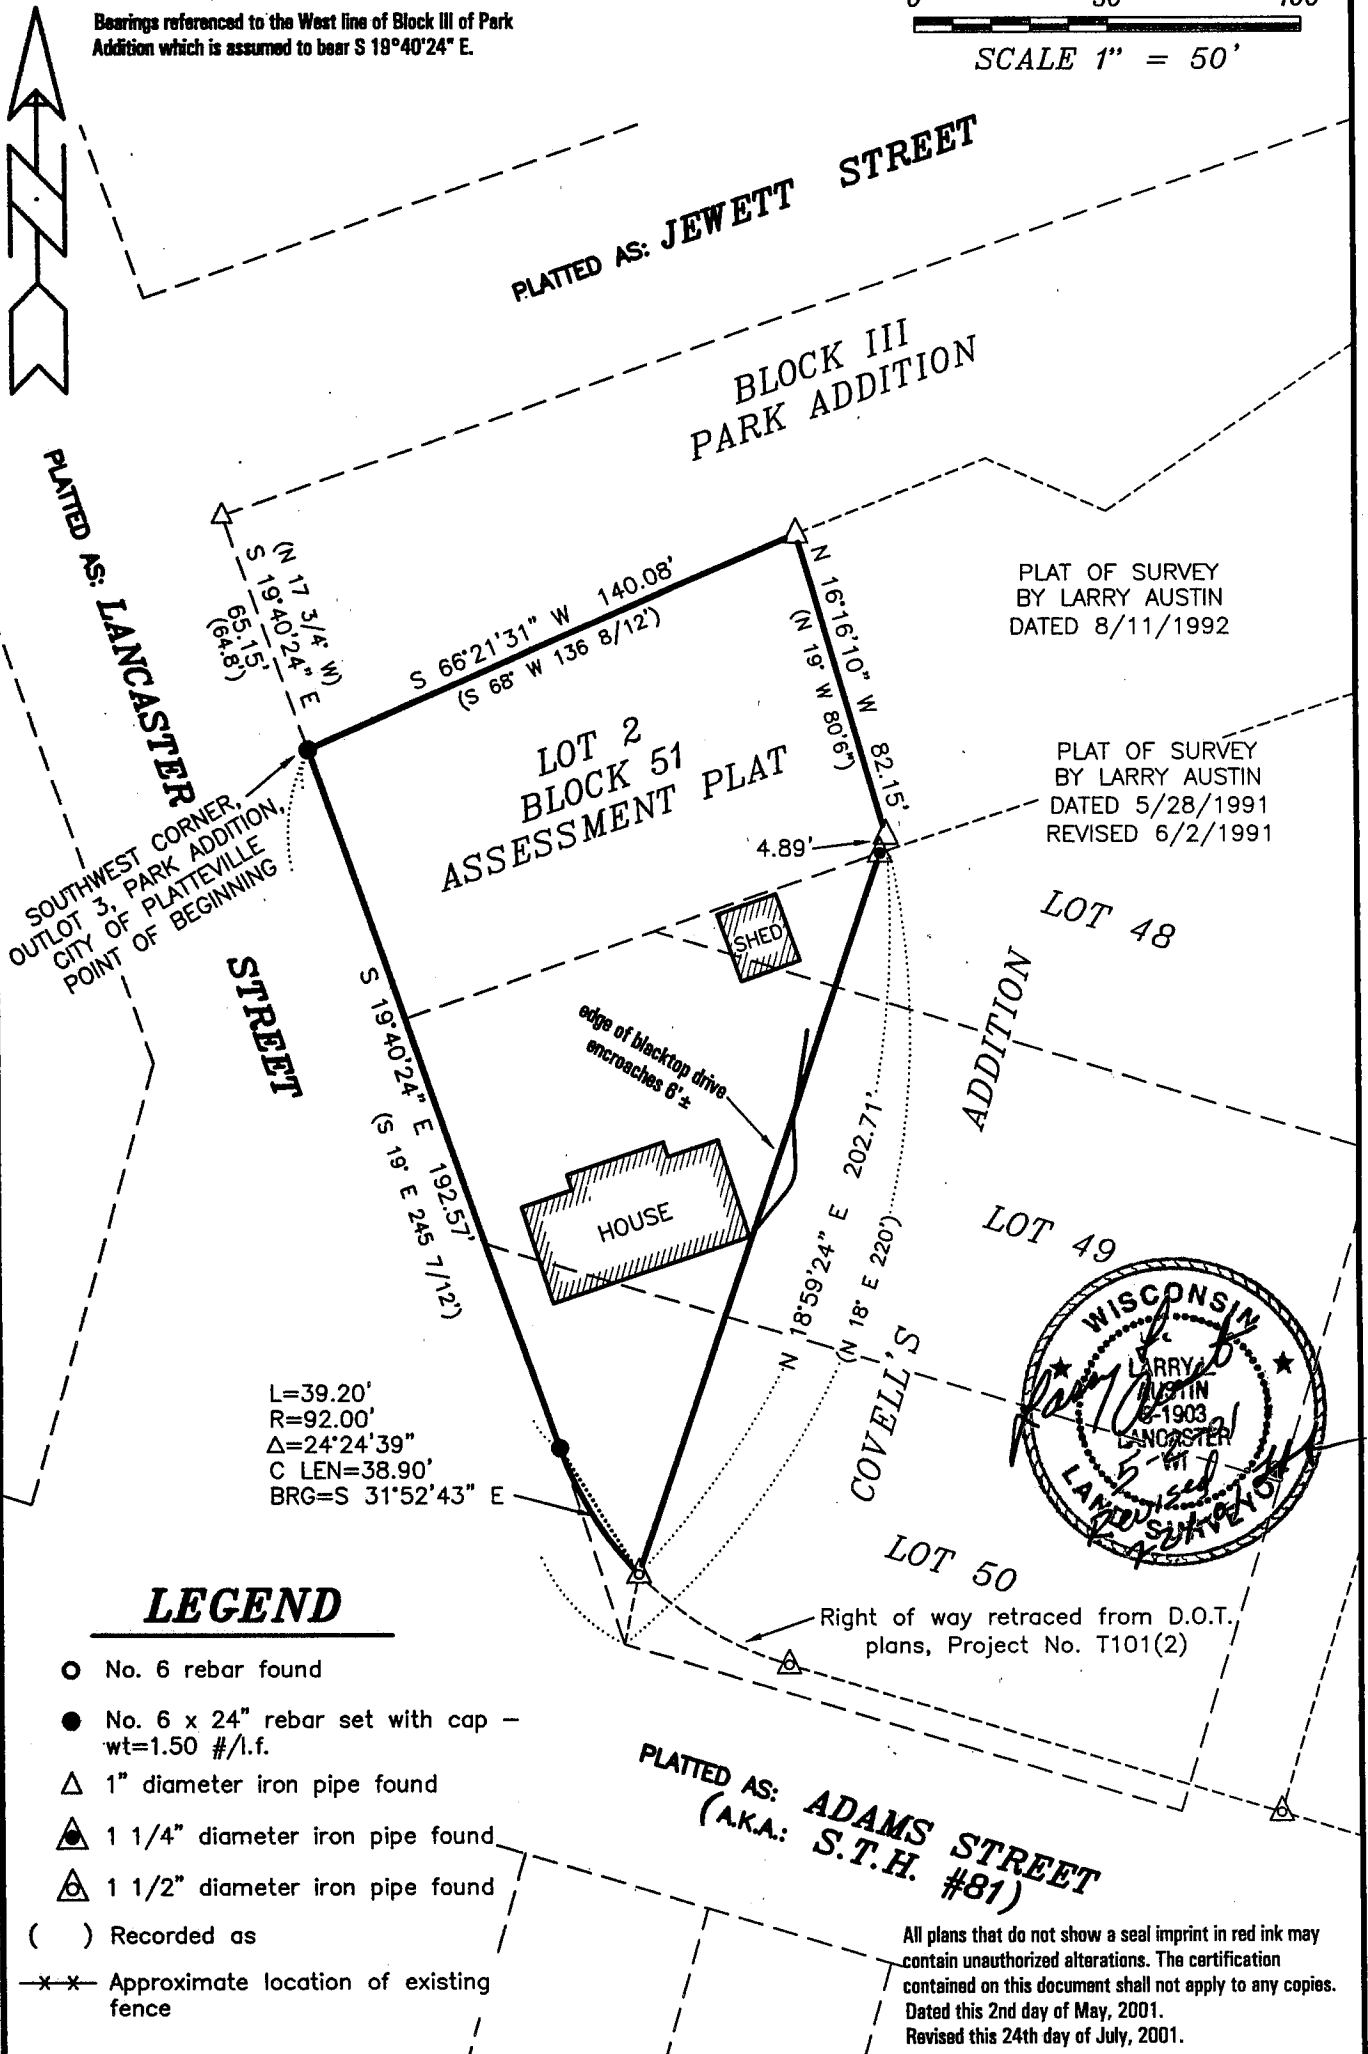 Bearings referenced to the West line of Block III of Park
Addition which is assumed to bear S 19°40'24" E.
0 50 100
SCALE 1" = 50'
N
PLATTED AS: JEWETT STREET
BLOCK III
PARK ADDITION
PLATTED AS: LANCASTER
STREET
(N 17 3/4° W)
S 19°40'24" E
65.15'
(64.8')
S 66°21'31" W 140.08'
(S 68° W 136 8/12')
N 16°16'10" W 82.15'
(N 19° W 80'6")
PLAT OF SURVEY
BY LARRY AUSTIN
DATED 8/11/1992
LOT 2
BLOCK 51
ASSESSMENT PLAT
PLAT OF SURVEY
BY LARRY AUSTIN
DATED 5/28/1991
REVISED 6/2/1991
4.89'
SOUTHWEST CORNER,
OUTLOT 3, PARK ADDITION,
CITY OF PLATTEVILLE
POINT OF BEGINNING
SHED
LOT 48
ADDITION
S 19°40'24" E 192.57'
(S 19° E 245 7/12')
edge of blacktop drive
encroaches 6'±
N 18°59'24" E 202.71'
(N 18° E 220')
HOUSE
LOT 49
COVELL'S
WISCONSIN
LARRY L.
AUSTIN
S-1903
LANCASTER
WI
LAND SURVEYOR
5-2-01
Revised
L=39.20'
R=92.00'
Δ=24°24'39"
C LEN=38.90'
BRG=S 31°52'43" E
LOT 50
Right of way retraced from D.O.T.
plans, Project No. T101(2)
LEGEND
No. 6 rebar found
No. 6 x 24" rebar set with cap –
wt=1.50 #/l.f.
1" diameter iron pipe found
1 1/4" diameter iron pipe found
1 1/2" diameter iron pipe found
( ) Recorded as
Approximate location of existing
fence
PLATTED AS: ADAMS STREET
(A.K.A.: S.T.H. #81)
All plans that do not show a seal imprint in red ink may
contain unauthorized alterations. The certification
contained on this document shall not apply to any copies.
Dated this 2nd day of May, 2001.
Revised this 24th day of July, 2001.